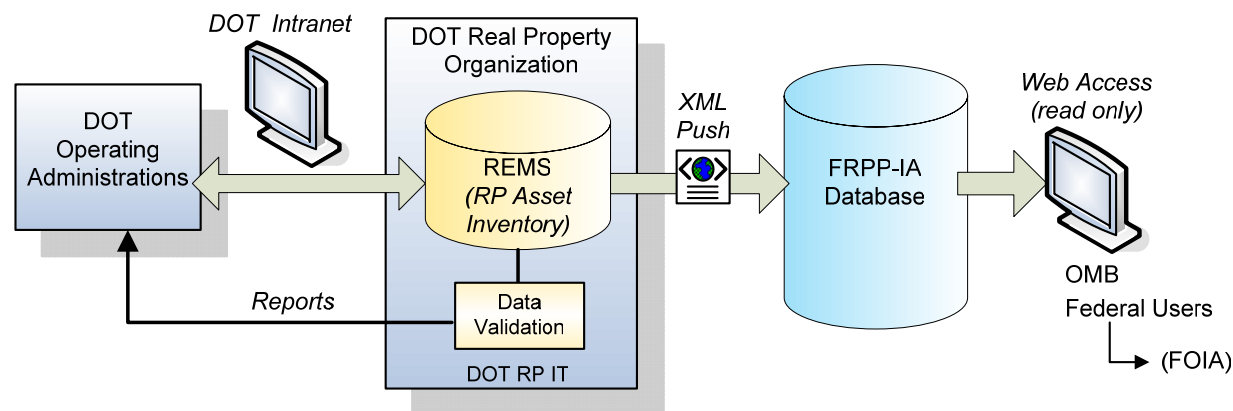 DOT Intranet
DOT Real Property
Organization
DOT
Operating
Administrations
REMS
(RP Asset
Inventory)
XML
Push
FRPP-IA
Database
Web Access
(read only)
OMB
Federal Users
(FOIA)
Reports
Data
Validation
DOT RP IT